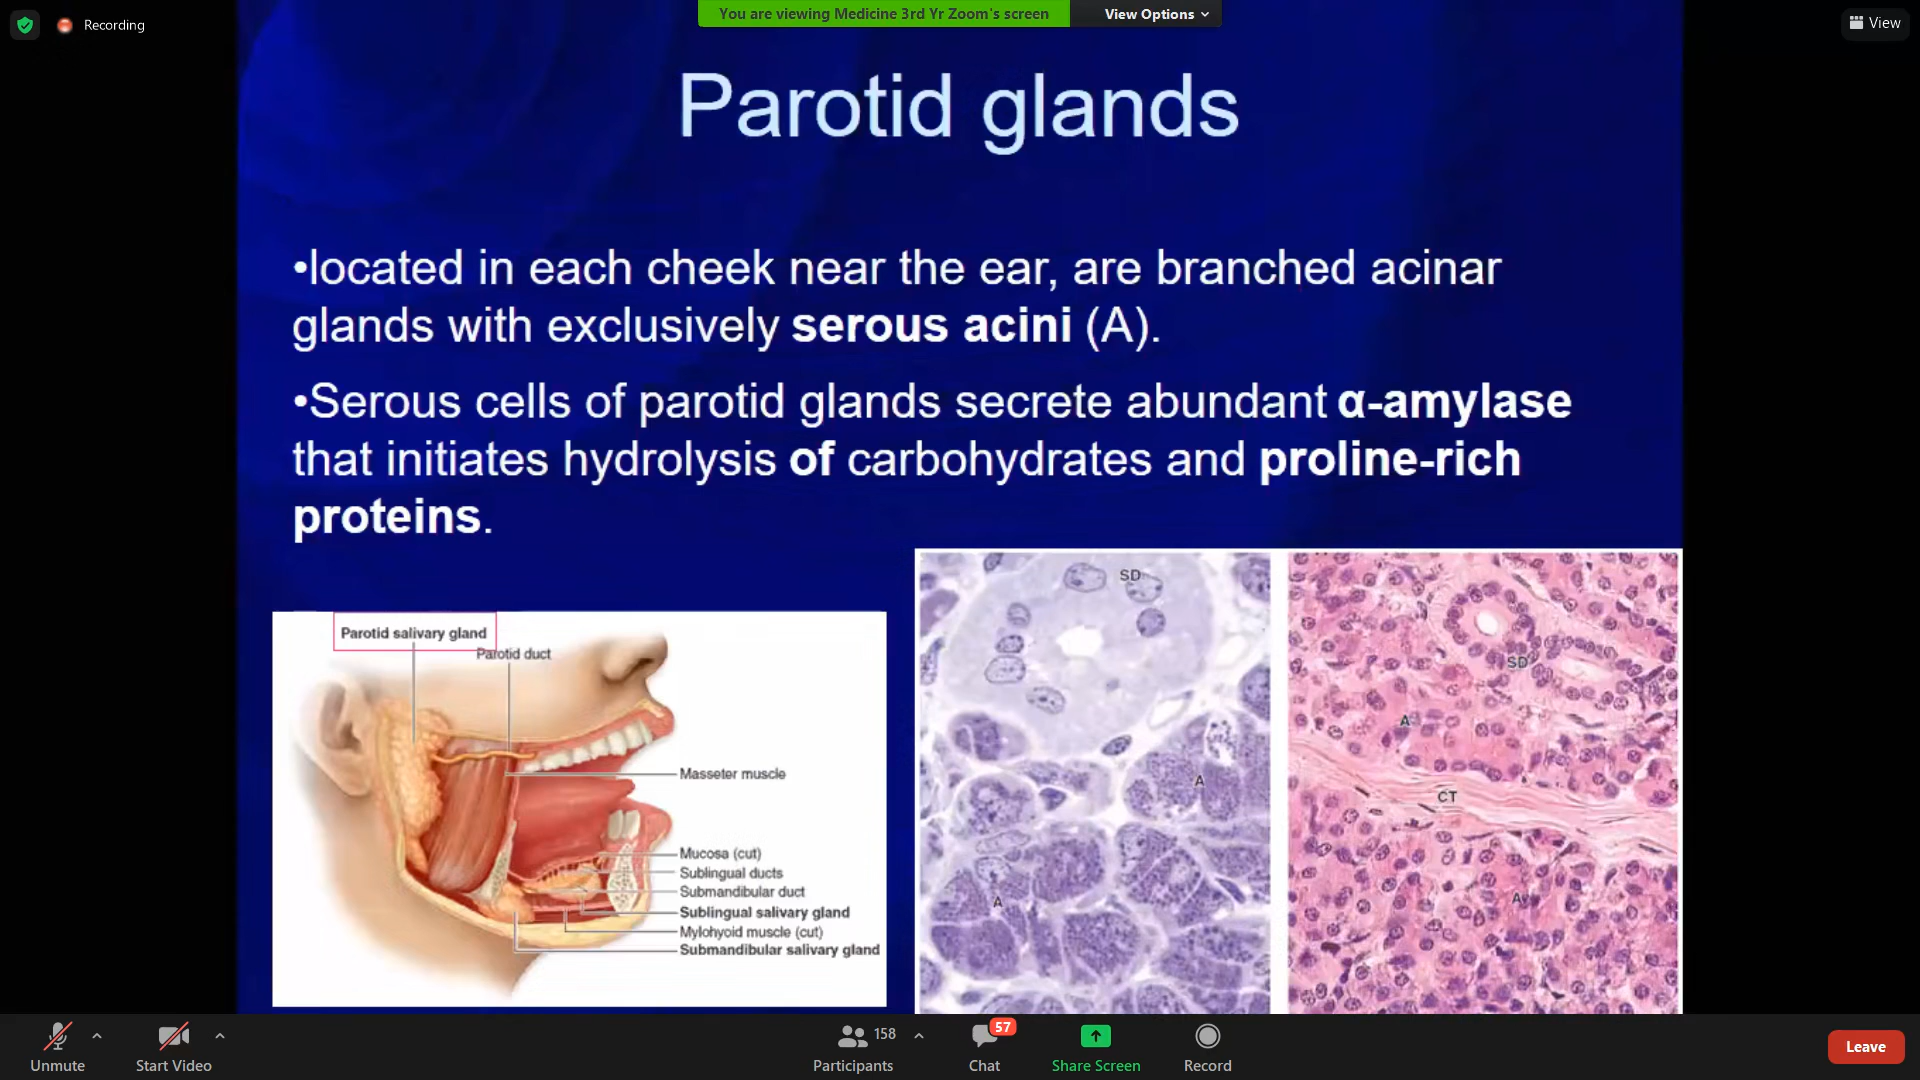 Recording
You are viewing Medicine 3rd Yr Zoom's screen
View Options
View
Parotid glands
•located in each cheek near the ear, are branched acinar
glands with exclusively serous acini (A).
•Serous cells of parotid glands secrete abundant α-amylase
that initiates hydrolysis of carbohydrates and proline-rich
proteins.
Parotid salivary gland
Parotid duct
Masseter muscle
Mucosa (cut)
Sublingual ducts
Submandibular duct
Sublingual salivary gland
Mylohyoid muscle (cut)
Submandibular salivary gland
SD
A
A
SD
A
CT
A
Unmute
Start Video
158
Participants
57
Chat
Share Screen
Record
Leave